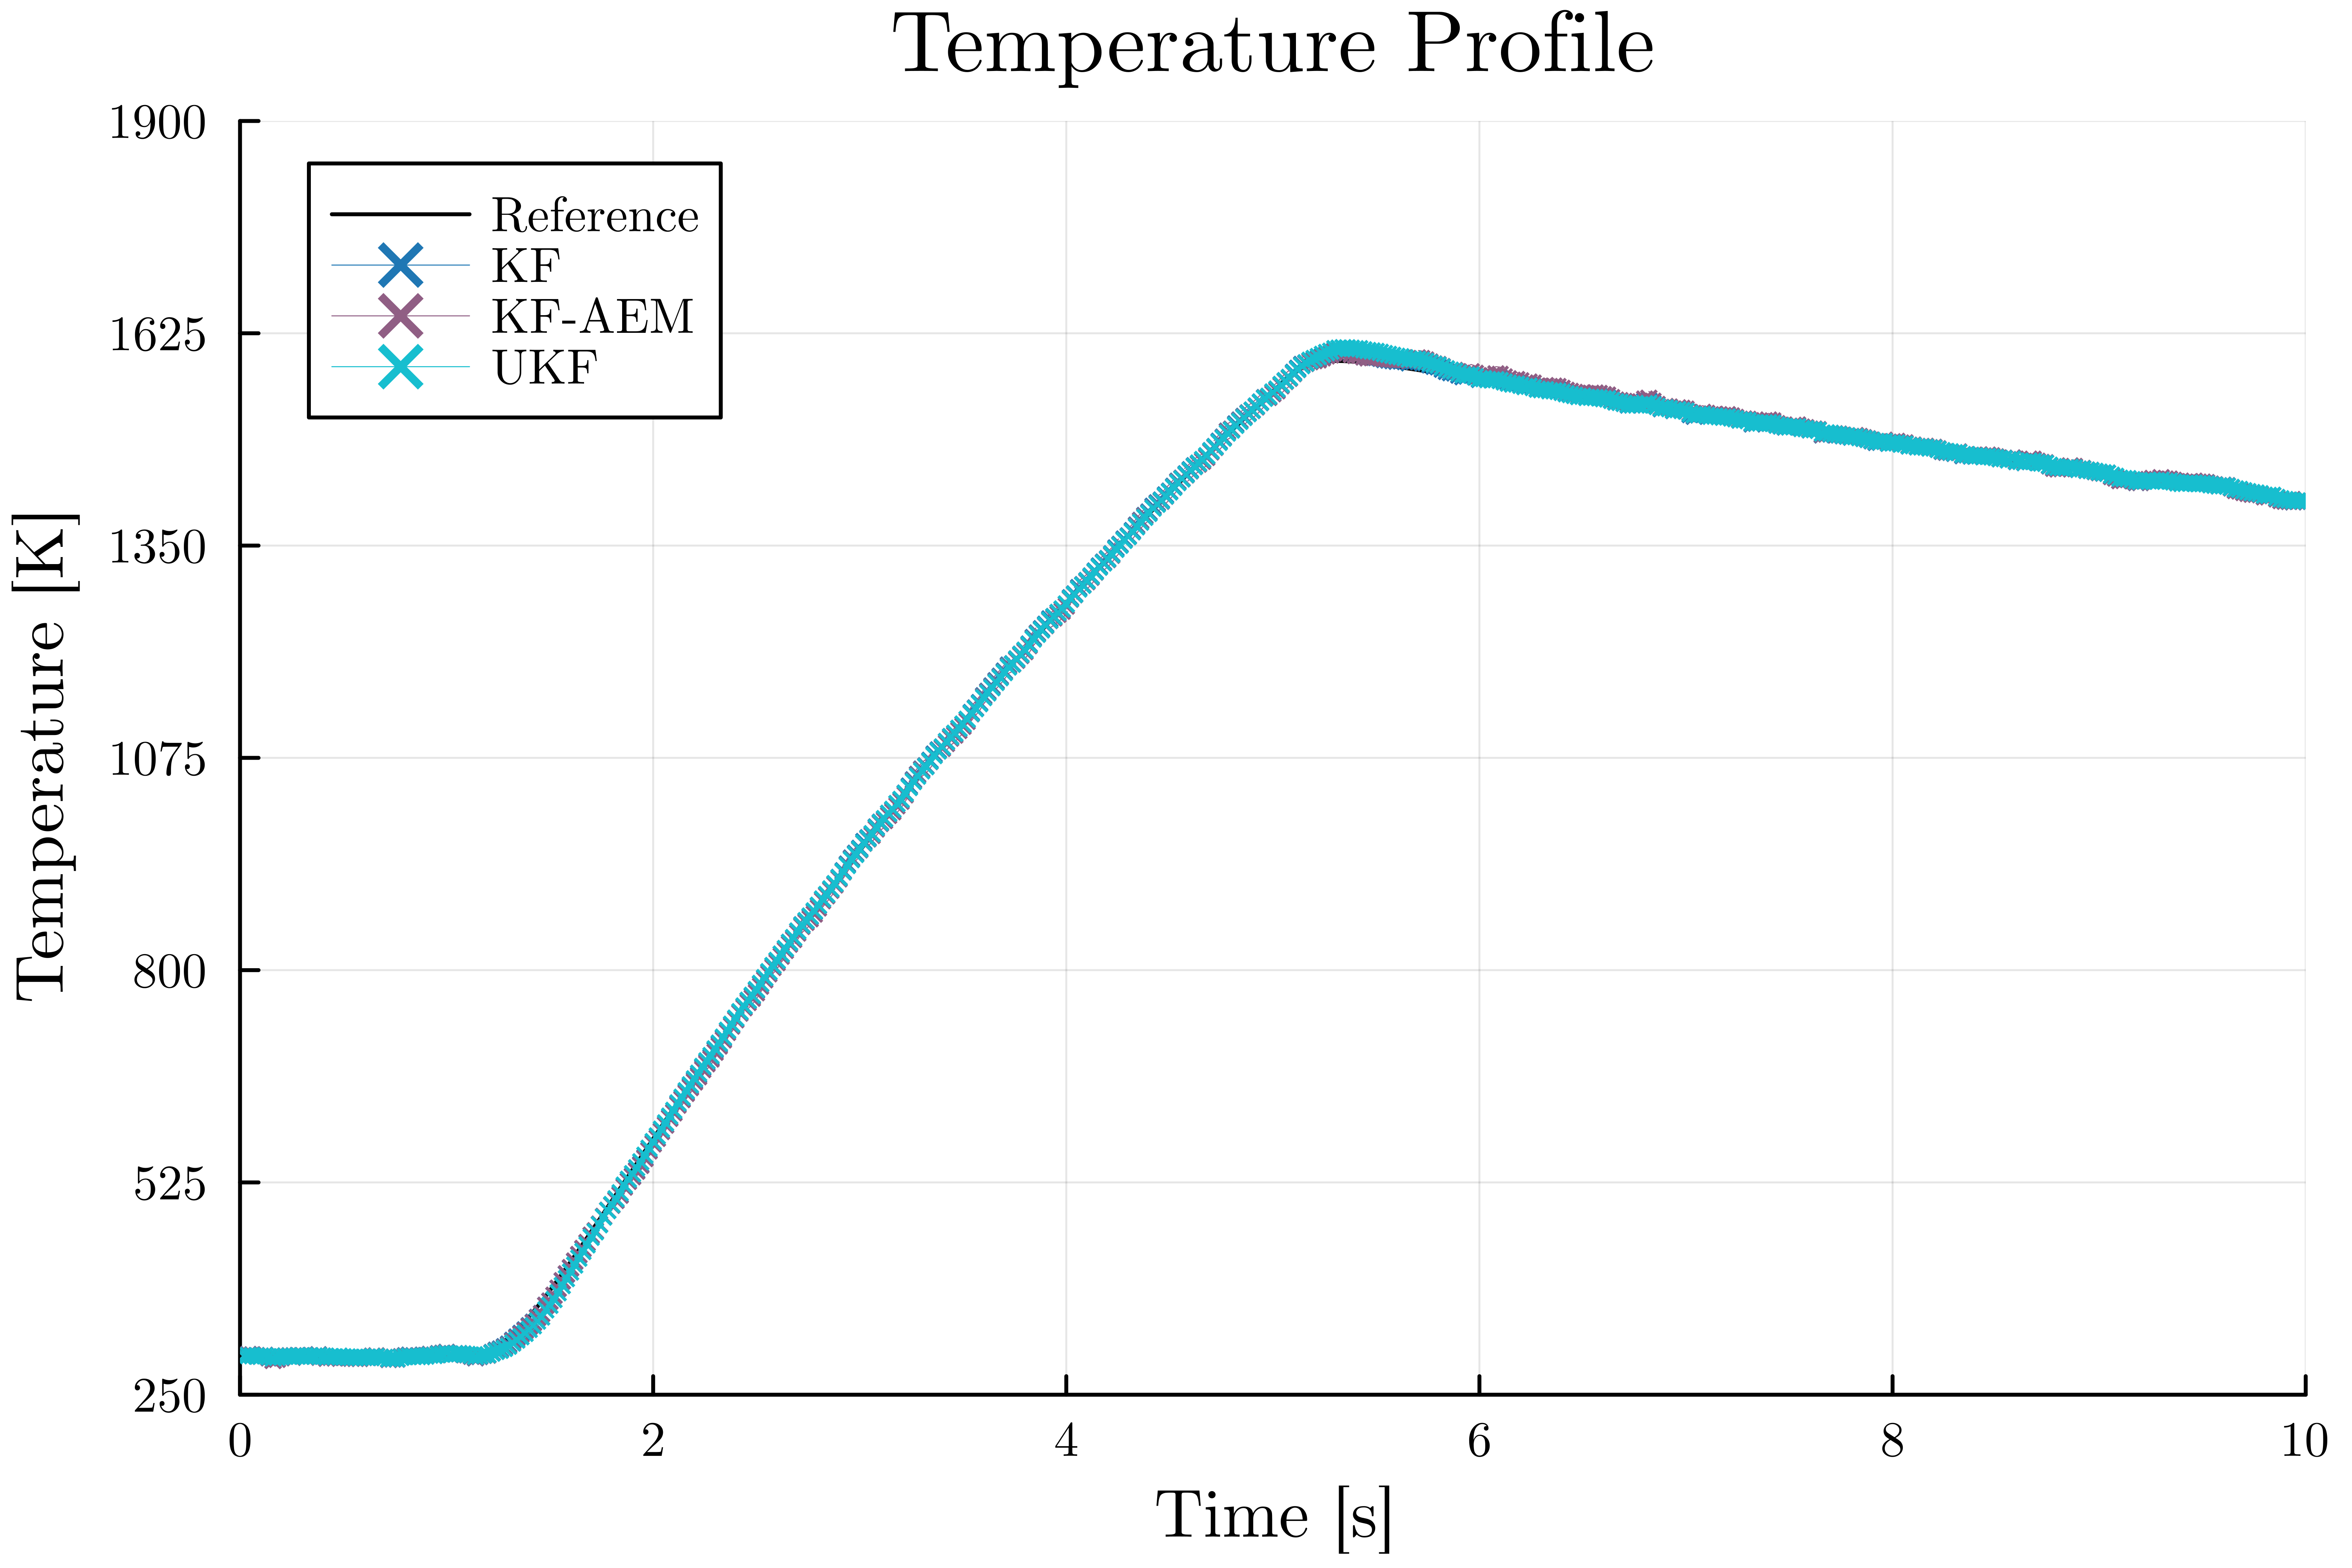 Temperature Profile
1900
1625
1350
1075
800
525
250
Temperature [K]
Reference
KF
KF-AEM
UKF
0 2 4 6 8 10
Time [s]